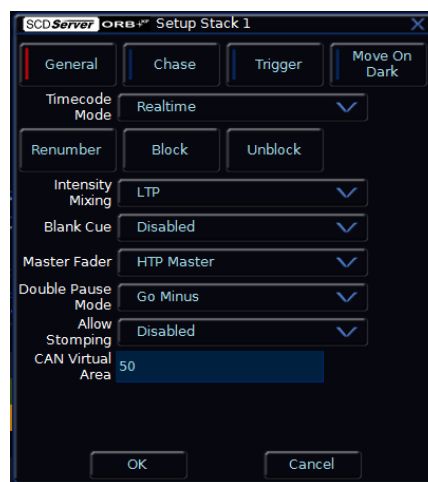 SCD Server ORB+XF Setup Stack 1 X
General Chase Trigger Move On Dark
Timecode Mode Realtime
Renumber Block Unblock
Intensity Mixing LTP
Blank Cue Disabled
Master Fader HTP Master
Double Pause Mode Go Minus
Allow Stomping Disabled
CAN Virtual Area 50
OK Cancel